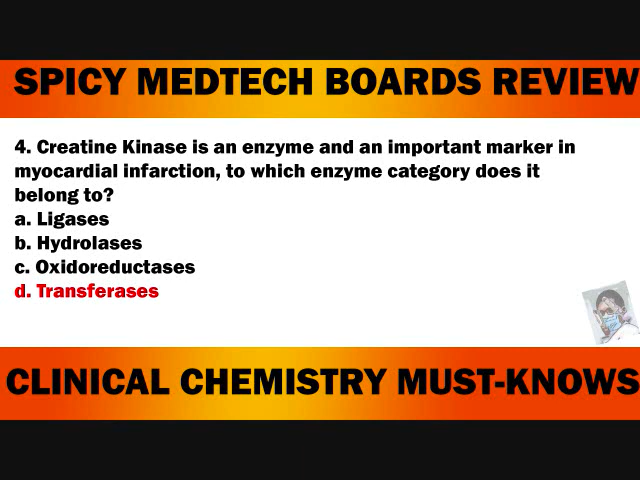 SPICY MEDTECH BOARDS REVIEW
4. Creatine Kinase is an enzyme and an important marker in
myocardial infarction, to which enzyme category does it
belong to?
a. Ligases
b. Hydrolases
c. Oxidoreductases
d. Transferases
CLINICAL CHEMISTRY MUST-KNOWS